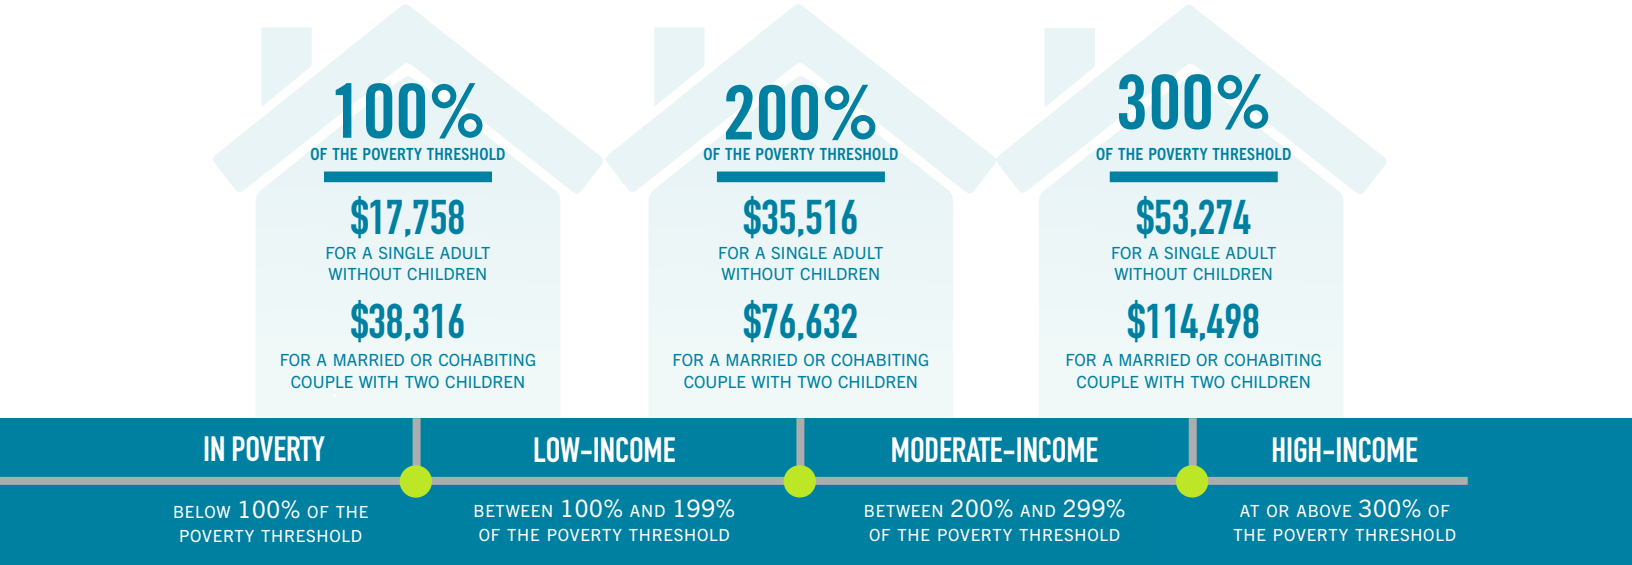 100%
OF THE POVERTY THRESHOLD
$17,758
FOR A SINGLE ADULT
WITHOUT CHILDREN
$38,316
FOR A MARRIED OR COHABITING
COUPLE WITH TWO CHILDREN
200%
OF THE POVERTY THRESHOLD
$35,516
FOR A SINGLE ADULT
WITHOUT CHILDREN
$76,632
FOR A MARRIED OR COHABITING
COUPLE WITH TWO CHILDREN
300%
OF THE POVERTY THRESHOLD
$53,274
FOR A SINGLE ADULT
WITHOUT CHILDREN
$114,498
FOR A MARRIED OR COHABITING
COUPLE WITH TWO CHILDREN
IN POVERTY
BELOW 100% OF THE
POVERTY THRESHOLD
LOW-INCOME
BETWEEN 100% AND 199%
OF THE POVERTY THRESHOLD
MODERATE-INCOME
BETWEEN 200% AND 299%
OF THE POVERTY THRESHOLD
HIGH-INCOME
AT OR ABOVE 300% OF
THE POVERTY THRESHOLD